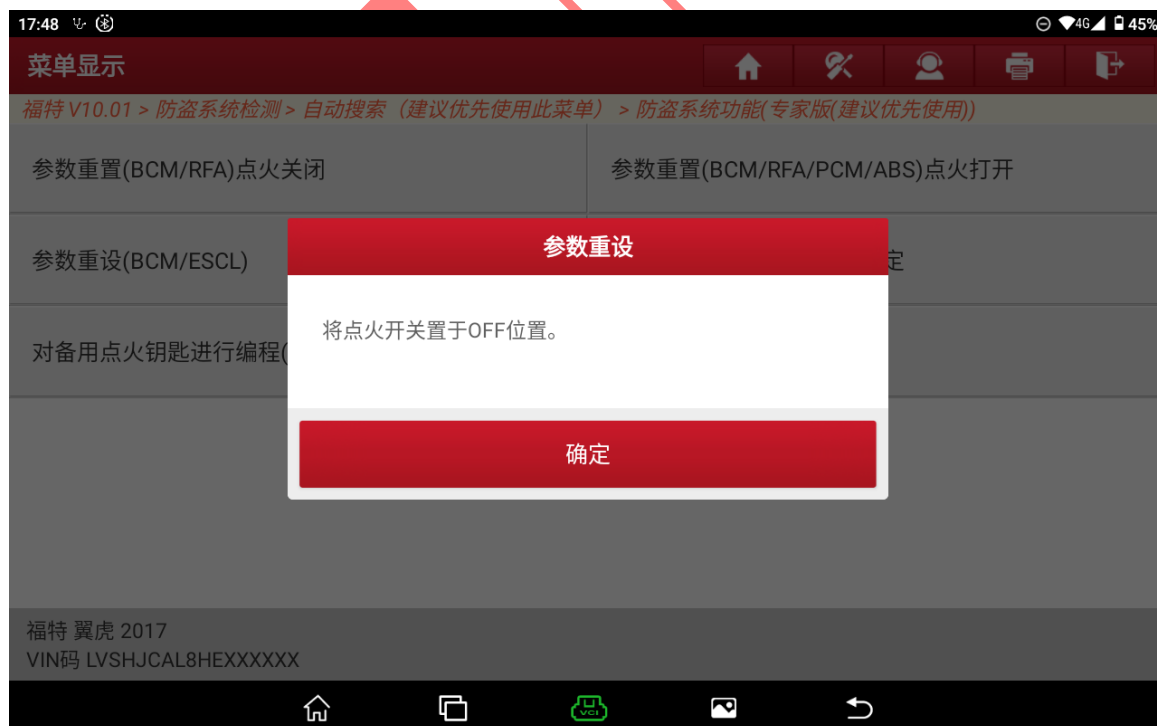 17:48
4G 45%
菜单显示
福特 V10.01 > 防盗系统检测 > 自动搜索（建议优先使用此菜单） > 防盗系统功能(专家版(建议优先使用))
参数重置(BCM/RFA)点火关闭
参数重置(BCM/RFA/PCM/ABS)点火打开
参数重设(BCM/ESCL)
定
对备用点火钥匙进行编程(
参数重设
将点火开关置于OFF位置。
确定
福特 翼虎 2017
VIN码 LVSHJCAL8HEXXXXXX
VCI